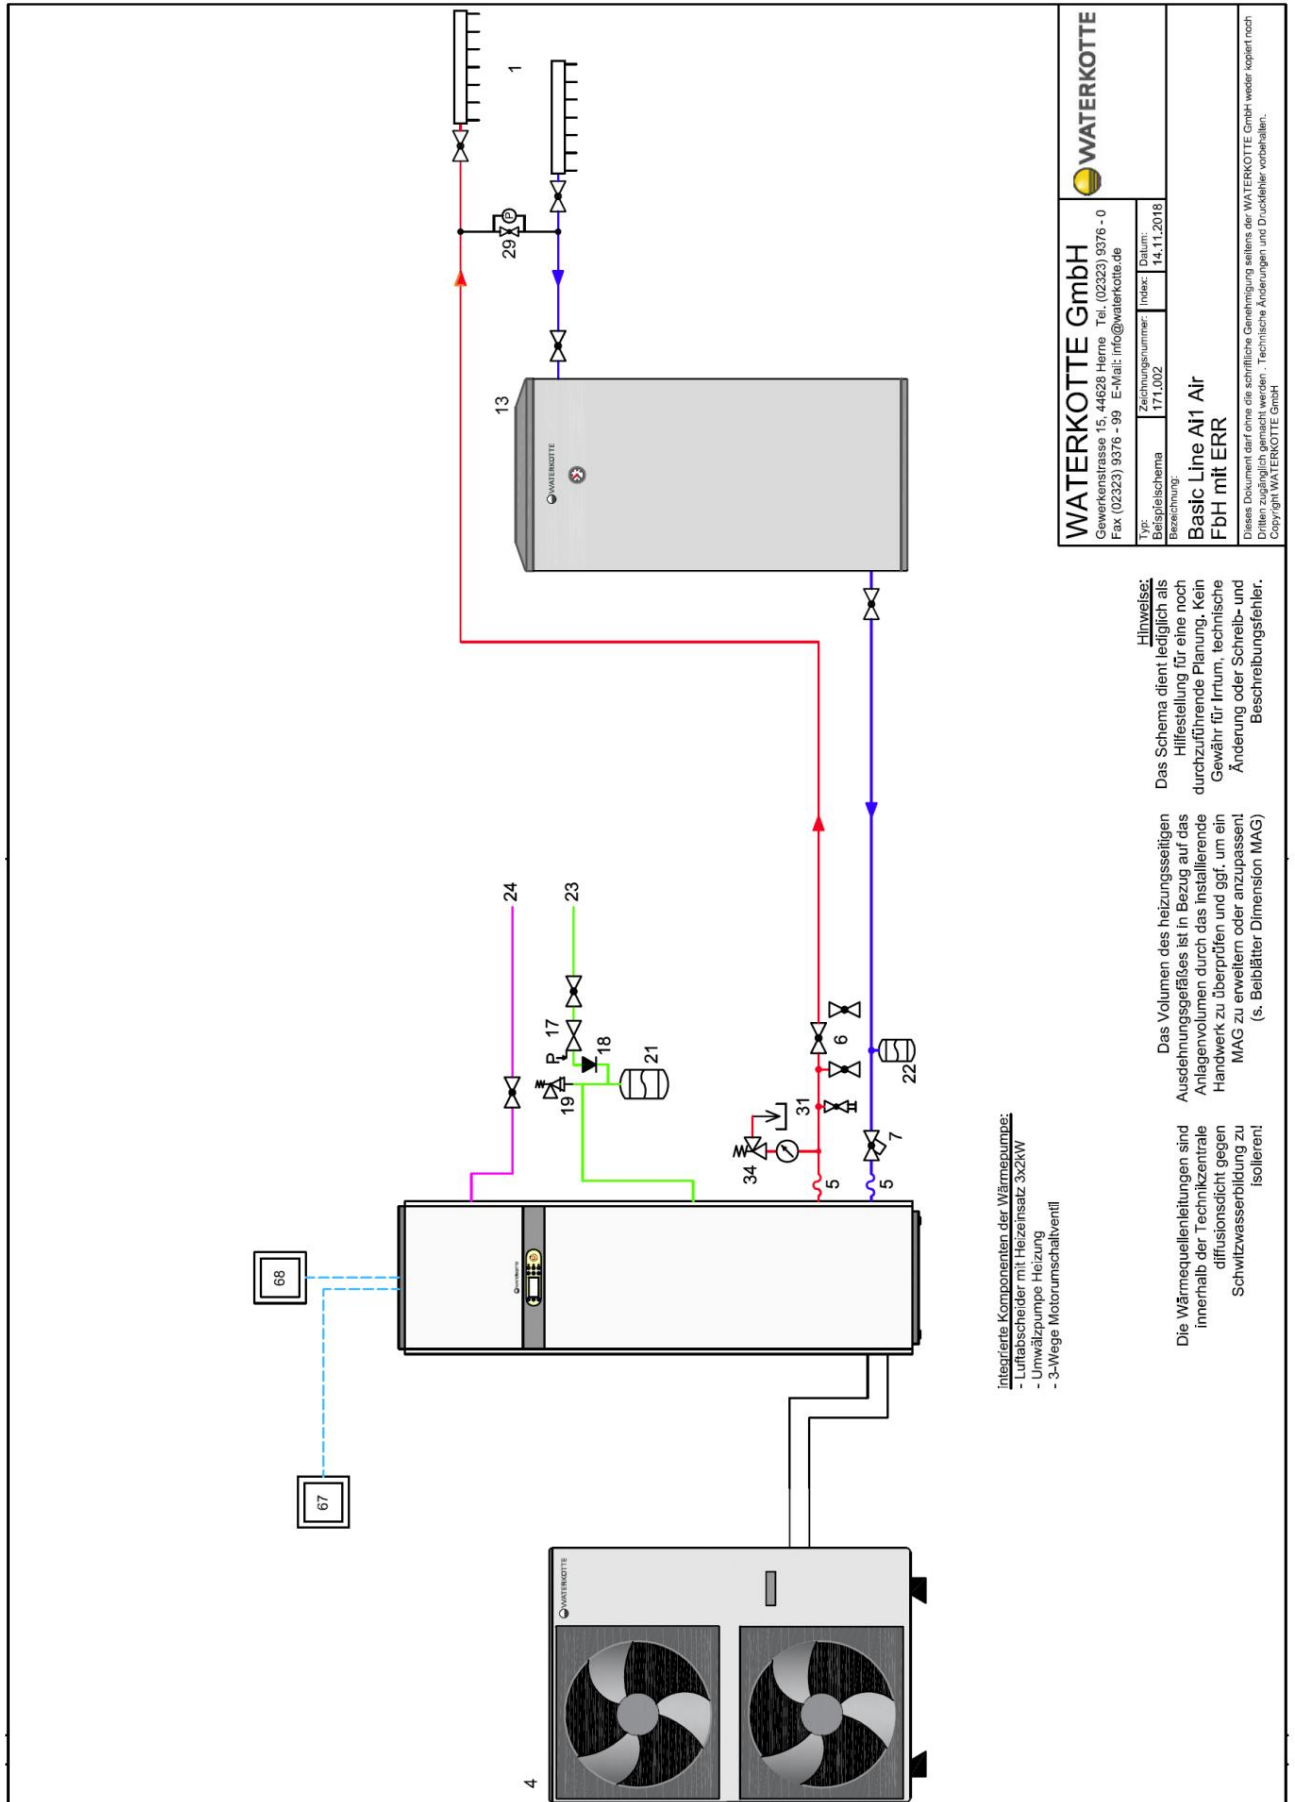 67
68
4
WATERKOTTE
WATERKOTTE
24
23
P
17
18
19
21
34
31
6
5
5
7
22
13
WATERKOTTE
29
P
1
integrierte Komponenten der Wärmepumpe:
- Luftabscheider mit Heizeinsatz 3x2kW
- Umwälzpumpe Heizung
- 3-Wege Motorumschaltventil
Die Wärmequellenleitungen sind
innerhalb der Technikzentrale
diffusionsdicht gegen
Schwitzwasserbildung zu
isolieren!
Das Volumen des heizungsseitigen
Ausdehnungsgefäßes ist in Bezug auf das
Anlagenvolumen durch das installierende
Handwerk zu überprüfen und ggf. um ein
MAG zu erweitern oder anzupassen!
(s. Beiblätter Dimension MAG)
Hinweise:
Das Schema dient lediglich als
Hilfestellung für eine noch
durchzuführende Planung. Kein
Gewähr für Irrtum, technische
Änderung oder Schreib- und
Beschreibungsfehler.
WATERKOTTE GmbH
Gewerkenstrasse 15, 44628 Herne Tel. (02323) 9376 - 0
Fax (02323) 9376 - 99 E-Mail: info@waterkotte.de
WATERKOTTE
Typ: Zeichnungsnummer: Index: Datum:
Beispielschema 171.002 14.11.2018
Bezeichnung:
Basic Line Ai1 Air
FbH mit ERR
Dieses Dokument darf ohne die schriftliche Genehmigung seitens der WATERKOTTE GmbH weder kopiert noch
Dritten zugänglich gemacht werden . Technische Änderungen und Druckfehler vorbehalten.
Copyright WATERKOTTE GmbH